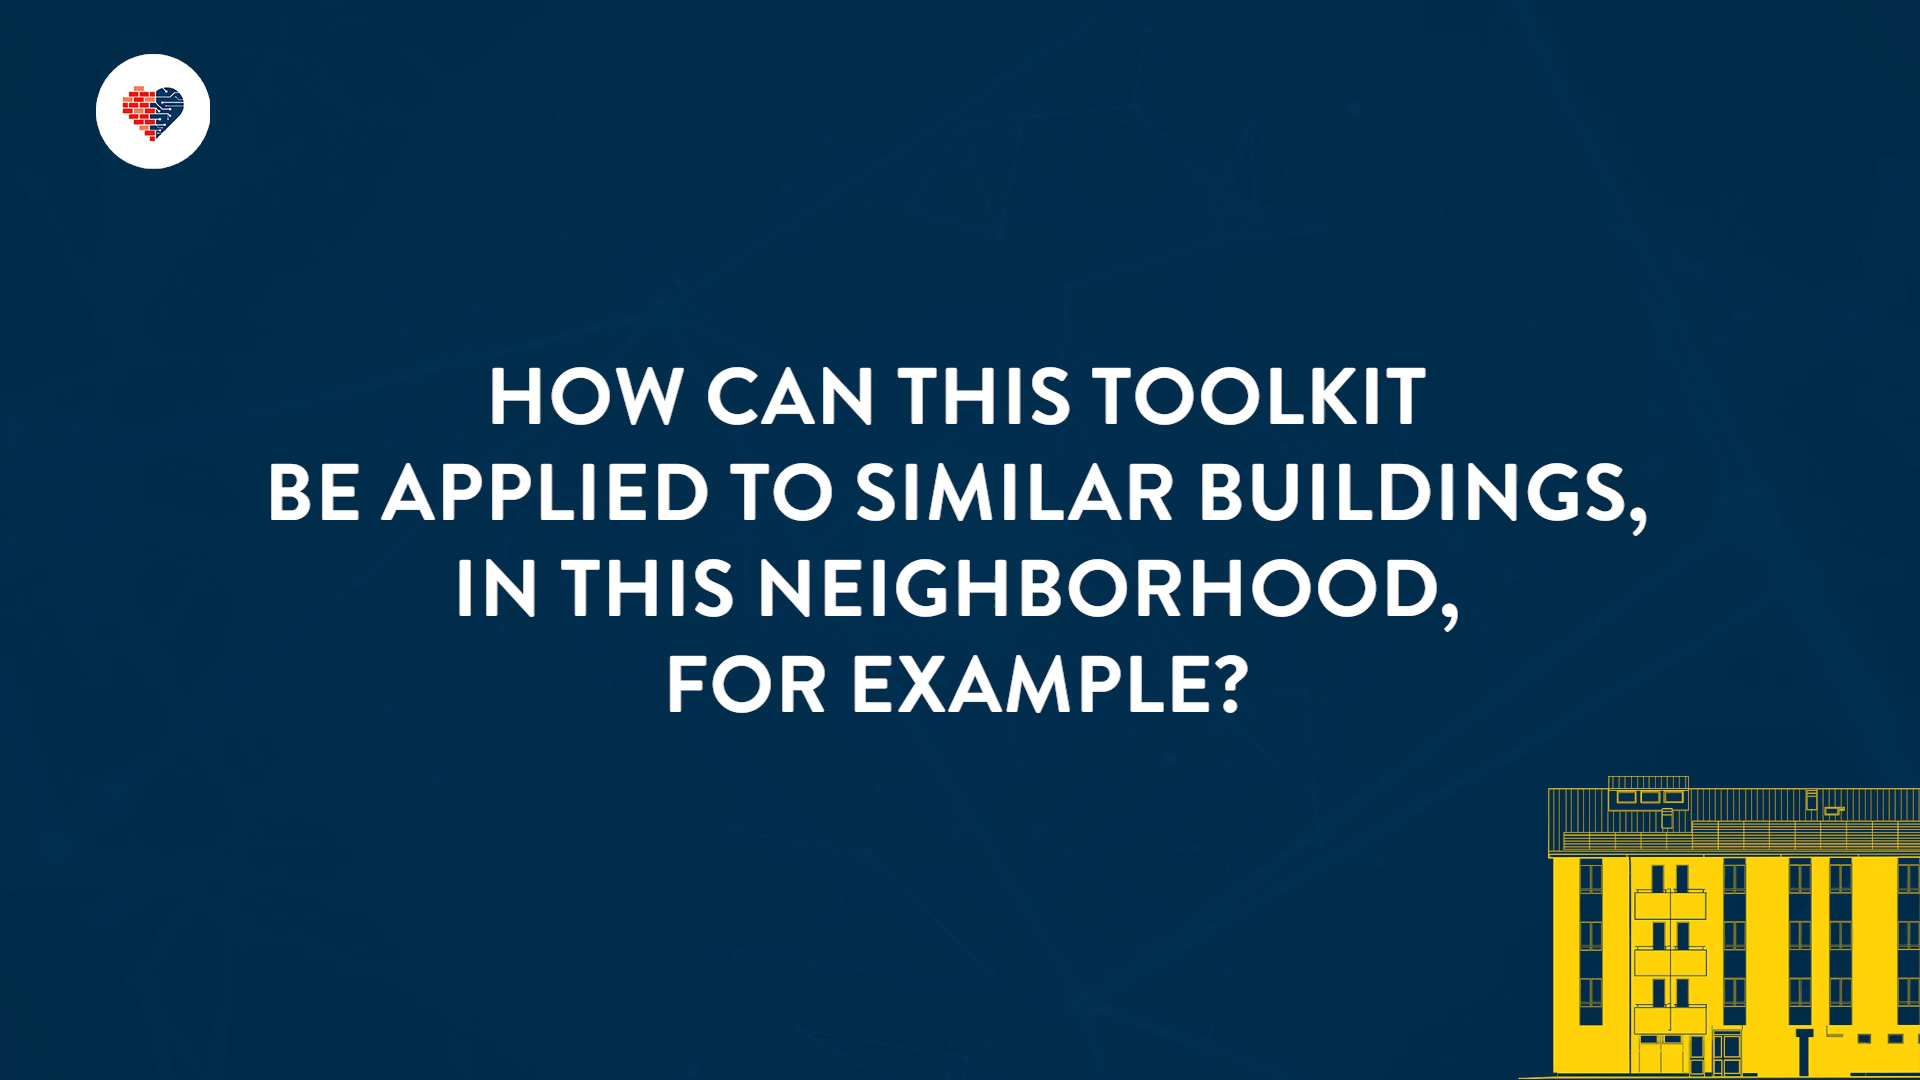 HOW CAN THIS TOOLKIT
BE APPLIED TO SIMILAR BUILDINGS,
IN THIS NEIGHBORHOOD,
FOR EXAMPLE?